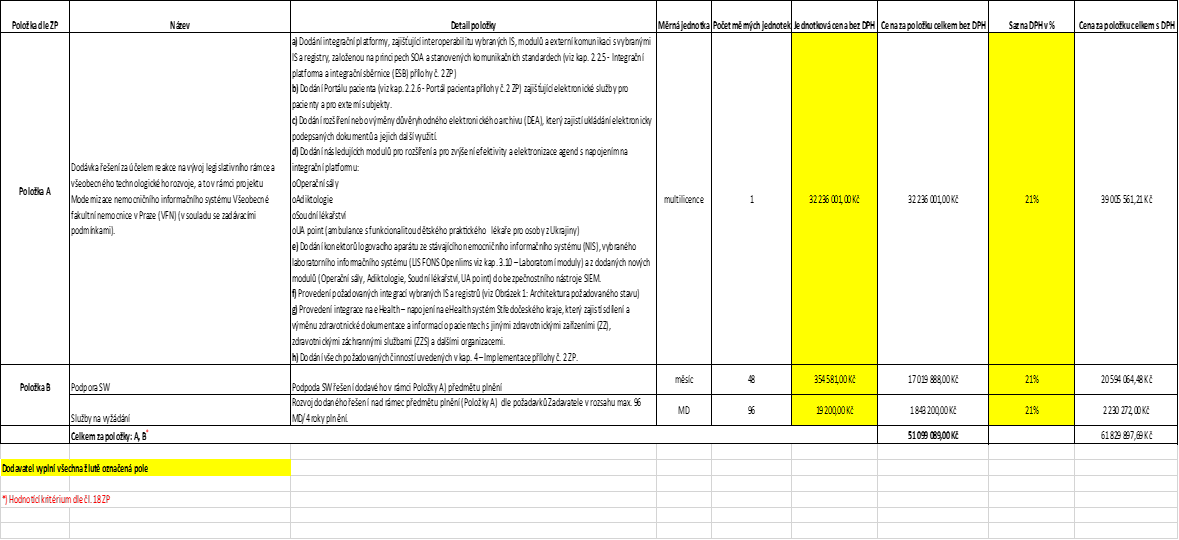 Položka dle ZP Název Detail položky Měrná jednotka Počet měrných jednotek Jednotková cena bez DPH Cena za položku celkem bez DPH Sazna DPH v % Cena za položku celkem s DPH
Položka A
Dodávka řešení za účelem reakce na vývoj legislativního rámce a
všeobecného technologického rozvoje, a to v rámci projektu
Modernizace nemocničního informačního systému Všeobecné
fakultní nemocnice v Praze (VFN) (v souladu se zadávacími
podmínkami).
a) Dodání integrační platformy, zajišťující interoperabilitu vybraných IS, modulů a externí komunikaci s vybranými
IS a registry, založenou na principech SOA a stanovených komunikačních standardech (viz kap. 2.2.5 - Integrační
platforma a integrační sběrnice (ESB) přílohy č. 2 ZP)
b) Dodání Portálu pacienta (viz kap. 2.2.6 - Portál pacienta přílohy č. 2 ZP) zajišťující elektronické služby pro
pacienty a pro externí subjekty.
c) Dodání rozšíření nebo výměny důvěryhodného elektronického archivu (DEA), který zajistí ukládání elektronicky
podepsaných dokumentů a jejich další využití.
d) Dodání následujících modulů pro rozšíření a pro zvýšení efektivity a elektronizace agend s napojením na
integrační platformu:
oOperační sály
oAdiktologie
oSoudní lékařství
oUA point (ambulance s funkcionalitou dětského praktického lékaře pro osoby z Ukrajiny)
e) Dodání konektorů logovacího aparátu ze stávajícího nemocničního informačního systému (NIS), vybraného
laboratorního informačního systému (LIS FONS Openlims viz kap. 3.10 – Laboratorní moduly) a z dodaných nových
modulů (Operační sály, Adiktologie, Soudní lékařství, UA point) do bezpečnostního nástroje SIEM.
f) Provedení požadovaných integrací vybraných IS a registrů (viz Obrázek 1: Architektura požadovaného stavu)
g) Provedení integrace na eHealth – napojení na eHealth systém Středočeského kraje, který zajistí sdílení a
výměnu zdravotnické dokumentace a informací o pacientech s jinými zdravotnickými zařízeními (ZZ),
zdravotnickými záchrannými službami (ZZS) a dalšími organizacemi.
h) Dodání všech požadovaných činností uvedených v kap. 4 – Implementace přílohy č. 2 ZP.
multilicence 1 32 236 001,00 Kč 32 236 001,00 Kč 21% 39 005 561,21 Kč
Položka B
Podpora SW Podpoda SW řešení dodavého v rámci Položky A) předmětu plnění měsíc 48 354 581,00 Kč 17 019 888,00 Kč 21% 20 594 064,48 Kč
Služby na vyžádání
Rozvoj dodaného řešení nad rámec předmětu plnění (Položky A) dle požadavků Zadavatele v rozsahu max. 96
MD/ 4 roky plnění.
MD 96 19 200,00 Kč 1 843 200,00 Kč 21% 2 230 272,00 Kč
Celkem za položky: A, B* 51 099 089,00 Kč 61 829 897,69 Kč
Dodavatel vyplní všechna žlutě označená pole
*) Hodnotící kritérium dle čl. 18 ZP